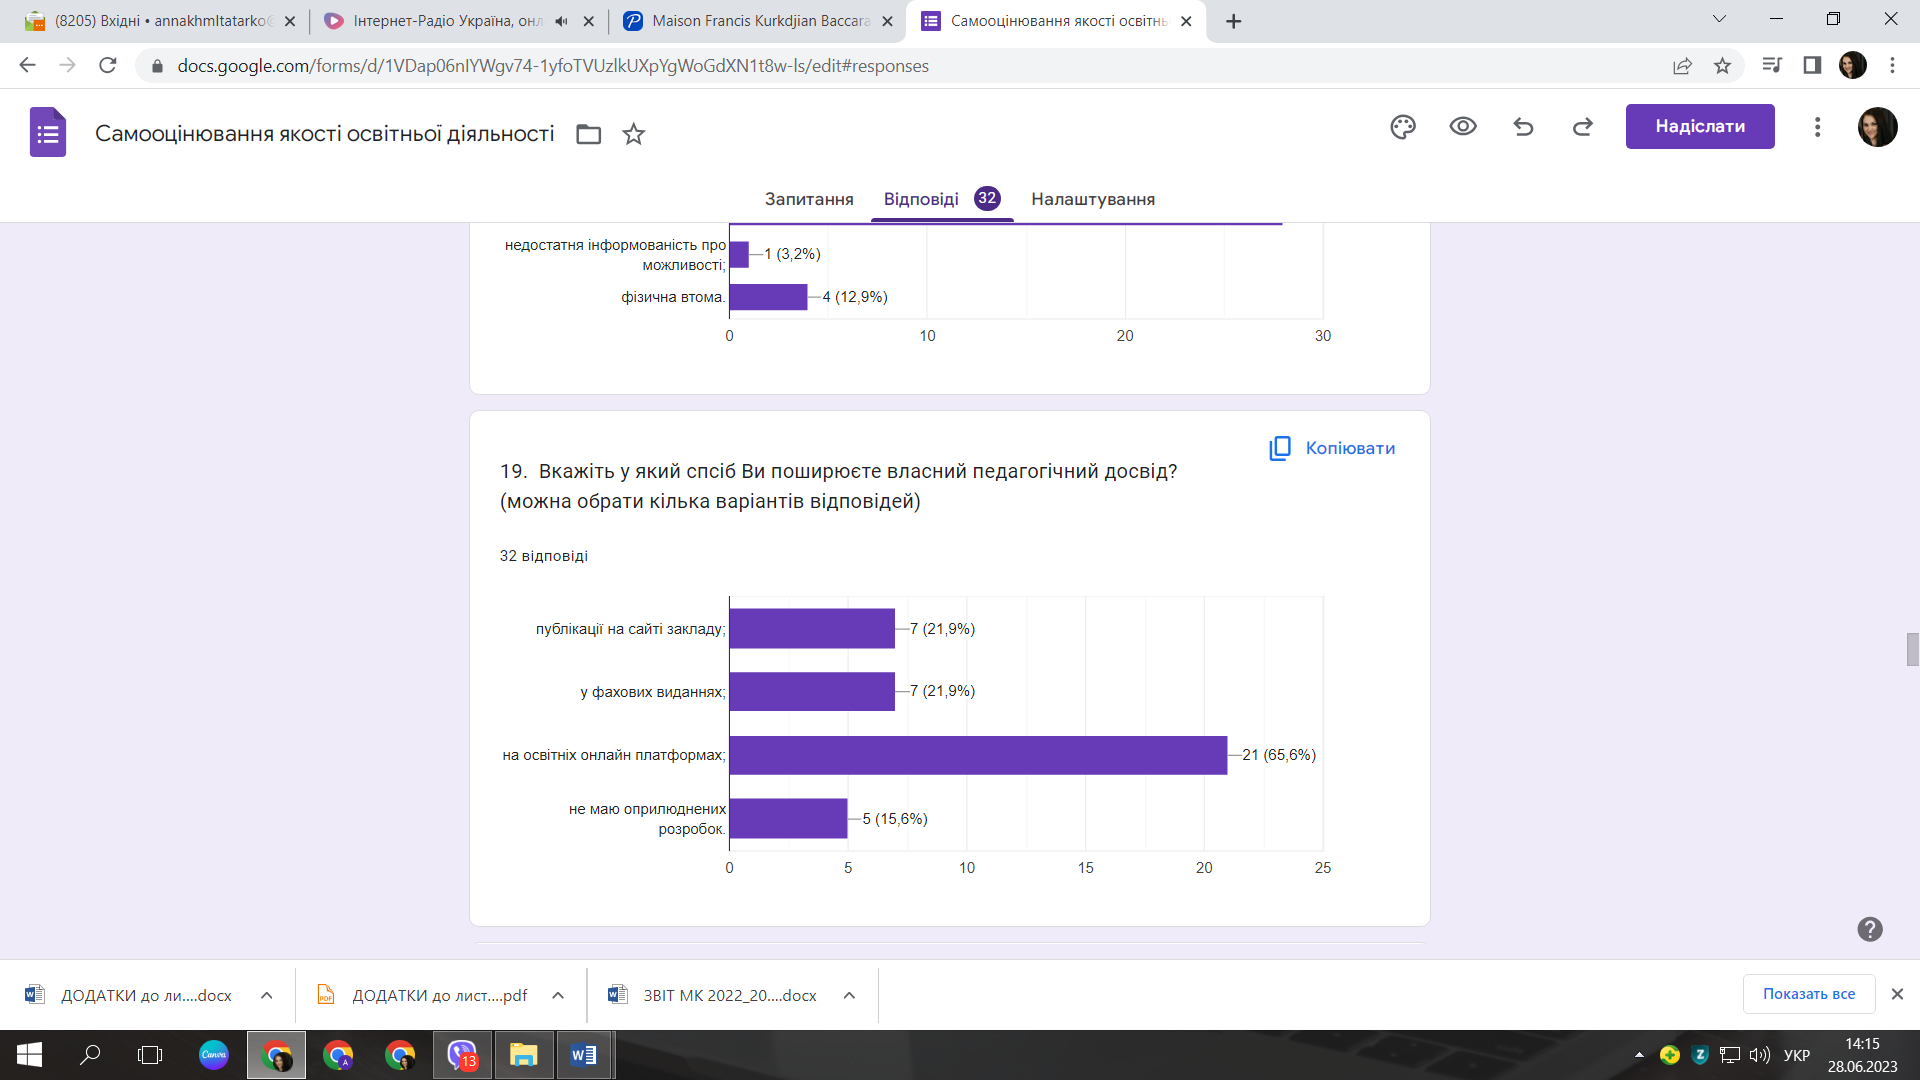 (8205) Вхідні • annakhmltatarko@
Інтернет-Радіо Україна, онл
Maison Francis Kurkdjian Baccara
Самооцінювання якості освітнь
docs.google.com/forms/d/1VDap06nIYWgv74-1yfoTVUzlkUXpYgWoGdXN1t8w-ls/edit#responses
Самооцінювання якості освітньої діяльності
Надіслати
Запитання
Відповіді 32
Налаштування
недостатня інформованість про
можливості;
1 (3,2%)
фізична втома.
4 (12,9%)
0 10 20 30
Копіювати
19. Вкажіть у який спсіб Ви поширюєте власний педагогічний досвід?
(можна обрати кілька варіантів відповідей)
32 відповіді
публікації на сайті закладу;
7 (21,9%)
у фахових виданнях;
7 (21,9%)
на освітніх онлайн платформах;
21 (65,6%)
не маю оприлюднених
розробок.
5 (15,6%)
0 5 10 15 20 25
ДОДАТКИ до ли....docx
PDF
ДОДАТКИ до лист....pdf
ЗВІТ МК 2022_20....docx
Показать все
Canva
A
13
Z
УКР
14:15
28.06.2023